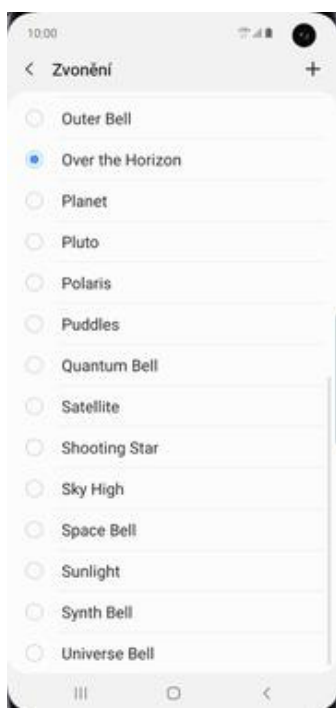 10:00
Zvonění
Outer Bell
Over the Horizon
Planet
Pluto
Polaris
Puddles
Quantum Bell
Satellite
Shooting Star
Sky High
Space Bell
Sunlight
Synth Bell
Universe Bell